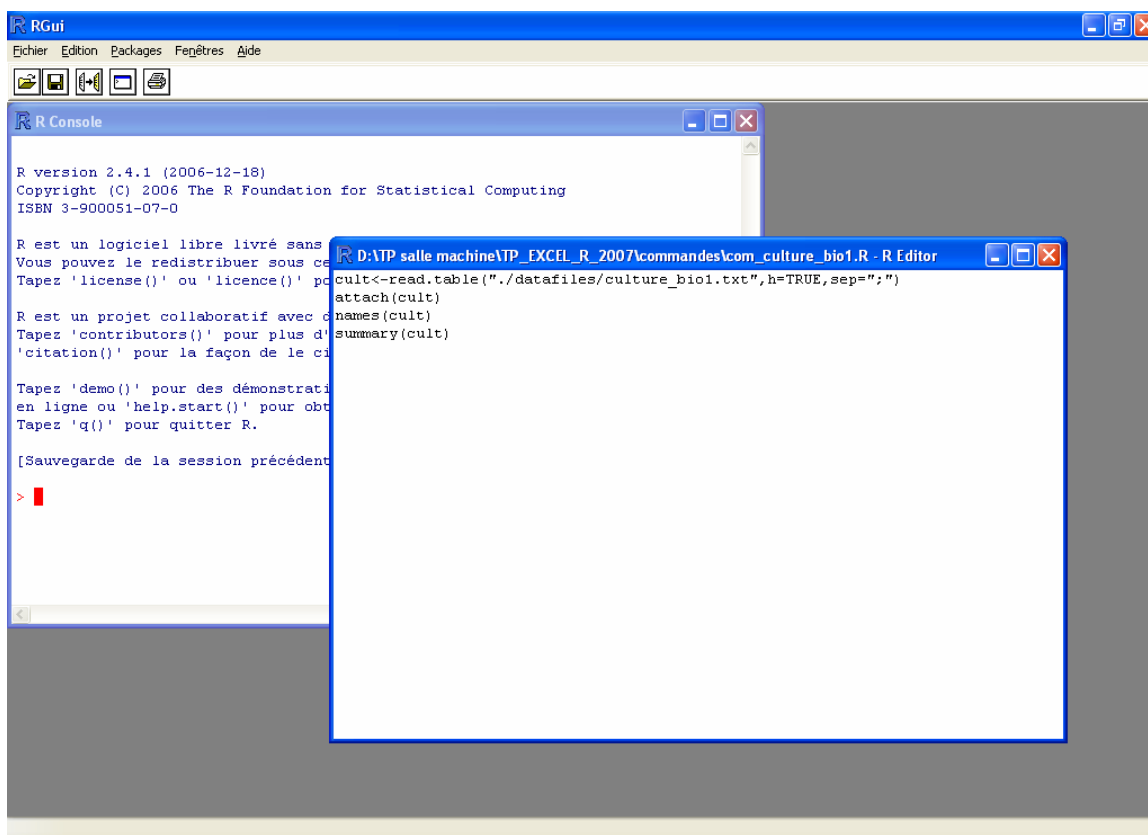 RGui
Fichier Edition Packages Fenêtres Aide
R Console
R version 2.4.1 (2006-12-18)
Copyright (C) 2006 The R Foundation for Statistical Computing
ISBN 3-900051-07-0
R est un logiciel libre livré sans
Vous pouvez le redistribuer sous ce
Tapez 'license()' ou 'licence()' po
R est un projet collaboratif avec d
Tapez 'contributors()' pour plus d'
'citation()' pour la façon de le ci
Tapez 'demo()' pour des démonstrati
en ligne ou 'help.start()' pour obt
Tapez 'q()' pour quitter R.
[Sauvegarde de la session précédent
>
D:\TP salle machine\TP_EXCEL_R_2007\commandes\com_culture_bio1.R - R Editor
cult<-read.table("./datafiles/culture_bio1.txt",h=TRUE,sep=";")
attach(cult)
names(cult)
summary(cult)